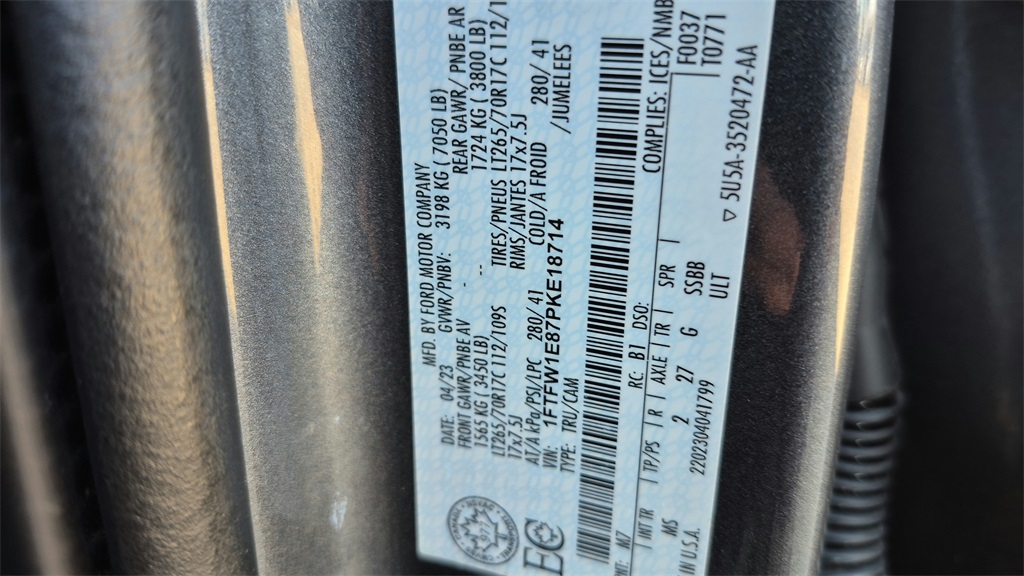 MFD. BY FORD MOTOR COMPANY
DATE: 04/23 GVWR/PNBV: 3198 KG ( 7050 LB)
FRONT GAWR/PNBE AV REAR GAWR/ PNBE AR
1565 KG ( 3450 LB) -- 1724 KG ( 3800 LB)
LT265/70R17C 112/109S TIRES/PNEUS LT265/70R17C 112/1
17x7.5J RIMS/JANTES 17x7.5J
AT/A kPa/PSI/LPC 280/ 41 COLD/A FROID 280/ 41
VIN: 1FTFW1E87PKE18714 /JUMELEES
TYPE: TRU/CAM
EC
COMPLIES: ICES/NMB
PNT: M7 RC: B1 DSO: F0037
T0771
INT TR TP/PS R AXLE TR SPR
MS 2 27 G SSBB
IN U.S.A. 2202304041799 ULT
▽ 5U5A-3520472-AA